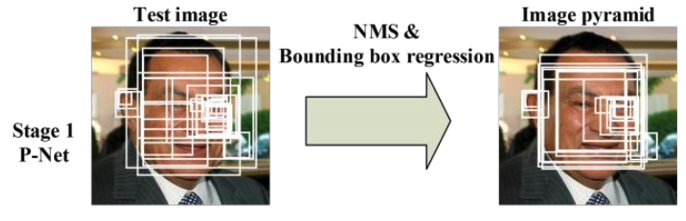 Test image
NMS &
Bounding box regression
Image pyramid
Stage 1
P-Net